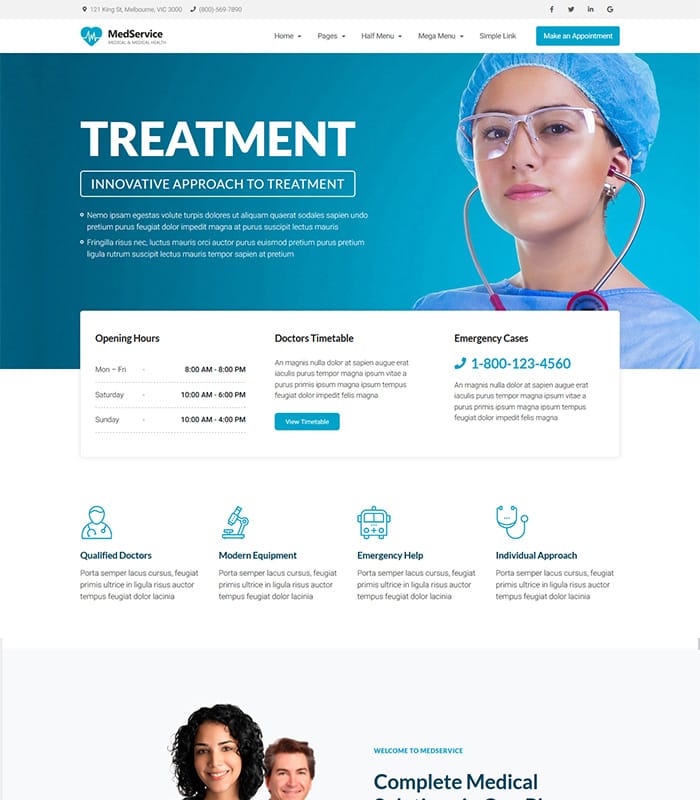 121 King St, Melbourne, VIC 3000 (800)-569-7890
MedService
MEDICAL & MEDICAL HEALTH
Home Pages Half Menu Mega Menu Simple Link Make an Appointment
TREATMENT
INNOVATIVE APPROACH TO TREATMENT
Nemo ipsam egestas volute turpis dolores ut aliquam quaerat sodales sapien undo
pretium purus feugiat dolor impedit magna at purus suscipit lectus mauris
Fringilla risus nec, luctus mauris orci auctor purus euismod pretium purus pretium
ligula rutrum suscipit lectus mauris tempor sapien at pretium
Opening Hours
Mon – Fri - 8:00 AM - 8:00 PM
Saturday - 10:00 AM - 6:00 PM
Sunday - 10:00 AM - 4:00 PM
Doctors Timetable
An magnis nulla dolor at sapien augue erat
iaculis purus tempor magna ipsum vitae a
purus primis ipsum magna ipsum tempus
feugiat dolor impedit felis magna
View Timetable
Emergency Cases
1-800-123-4560
An magnis nulla dolor sapien augue erat
iaculis purus tempor magna ipsum vitae a
purus primis ipsum magna ipsum tempus
feugiat dolor impedit magna
Qualified Doctors
Porta semper lacus cursus, feugiat
primis ultrice in ligula risus auctor
tempus feugiat dolor lacinia
Modern Equipment
Porta semper lacus cursus, feugiat
primis ultrice in ligula risus auctor
tempus feugiat dolor lacinia
Emergency Help
Porta semper lacus cursus, feugiat
primis ultrice in ligula risus auctor
tempus feugiat dolor lacinia
Individual Approach
Porta semper lacus cursus, feugiat
primis ultrice in ligula risus auctor
tempus feugiat dolor lacinia
WELCOME TO MEDSERVICE
Complete Medical